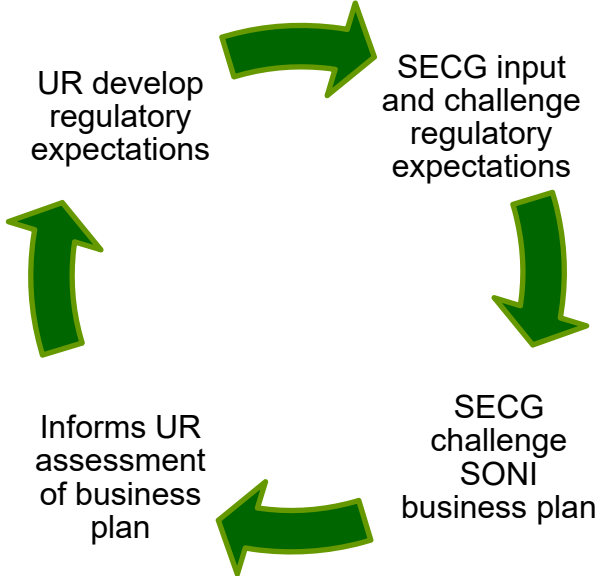 UR develop
regulatory
expectations
SECG input
and challenge
regulatory
expectations
SECG
challenge
SONI
business plan
Informs UR
assessment
of business
plan